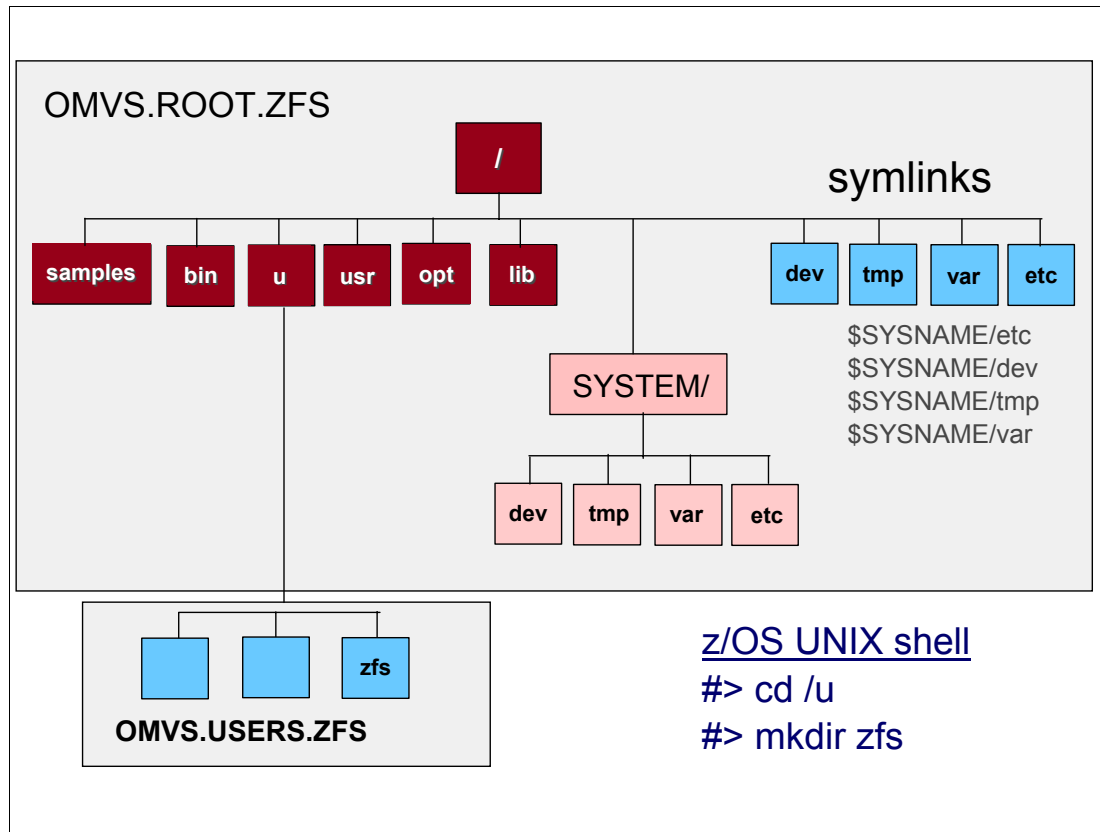 OMVS.ROOT.ZFS
/
symlinks
samples bin u usr opt lib dev tmp var etc
$SYSNAME/etc
$SYSNAME/dev
$SYSNAME/tmp
$SYSNAME/var
SYSTEM/
dev tmp var etc
zfs
OMVS.USERS.ZFS
z/OS UNIX shell
#> cd /u
#> mkdir zfs